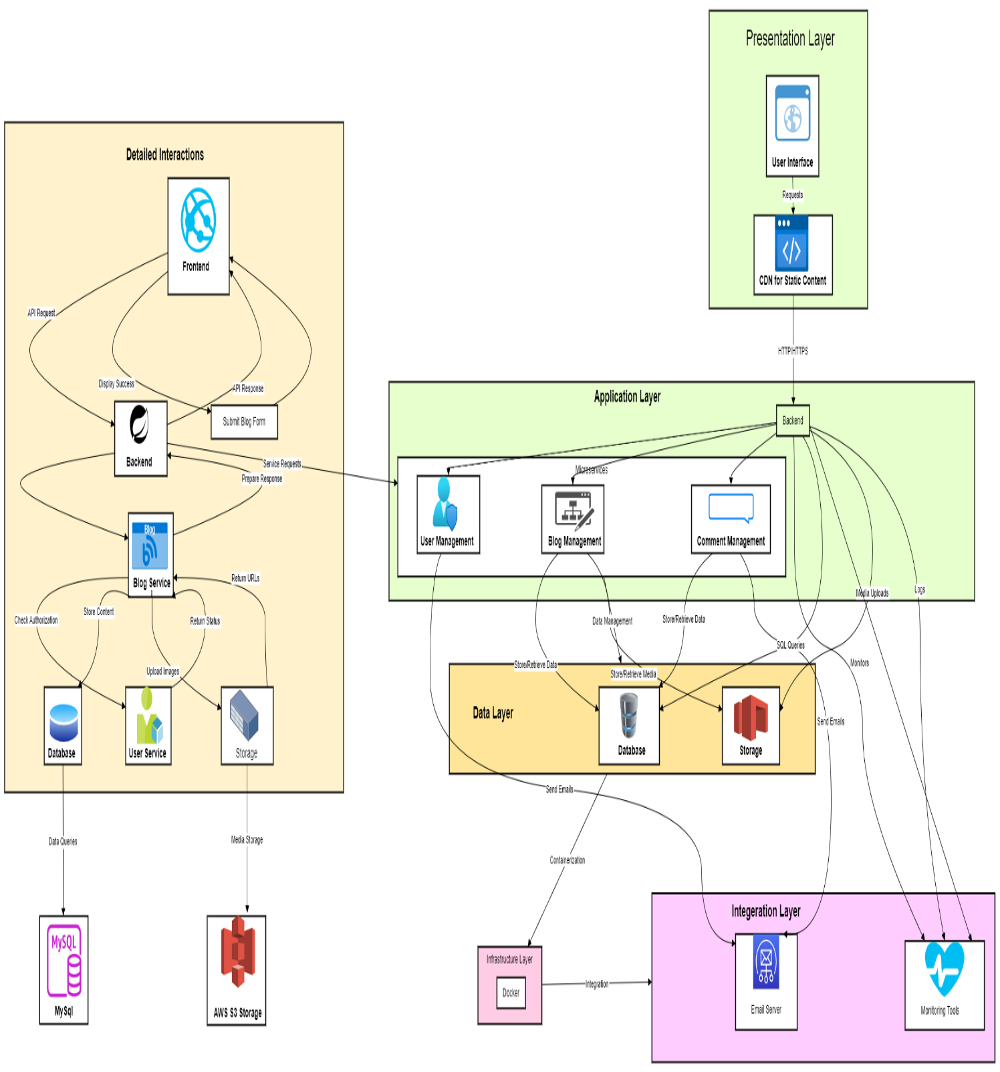 Presentation Layer
User Interface
Requests
CDN for Static Content
HTTP/HTTPS
Detailed Interactions
Frontend
API Request
Display Success
API Response
Submit Blog Form
Backend
Service Requests
Prepare Response
Blog
Blog Service
Return URLs
Check Authorization
Store Content
Return Status
Upload Images
Database
User Service
Storage
Data Queries
Media Storage
MySQL
MySql
AWS S3 Storage
Application Layer
Backend
Microservices
User Management
Blog Management
Comment Management
Media Uploads
Logs
Data Management
Store/Retrieve Data
SQL Queries
Store/Retrieve Data
Store/Retrieve Media
Monitors
Data Layer
Database
Storage
Send Emails
Send Emails
Containerization
Infrastructure Layer
Docker
Integration
Integeration Layer
Email Server
Monitoring Tools